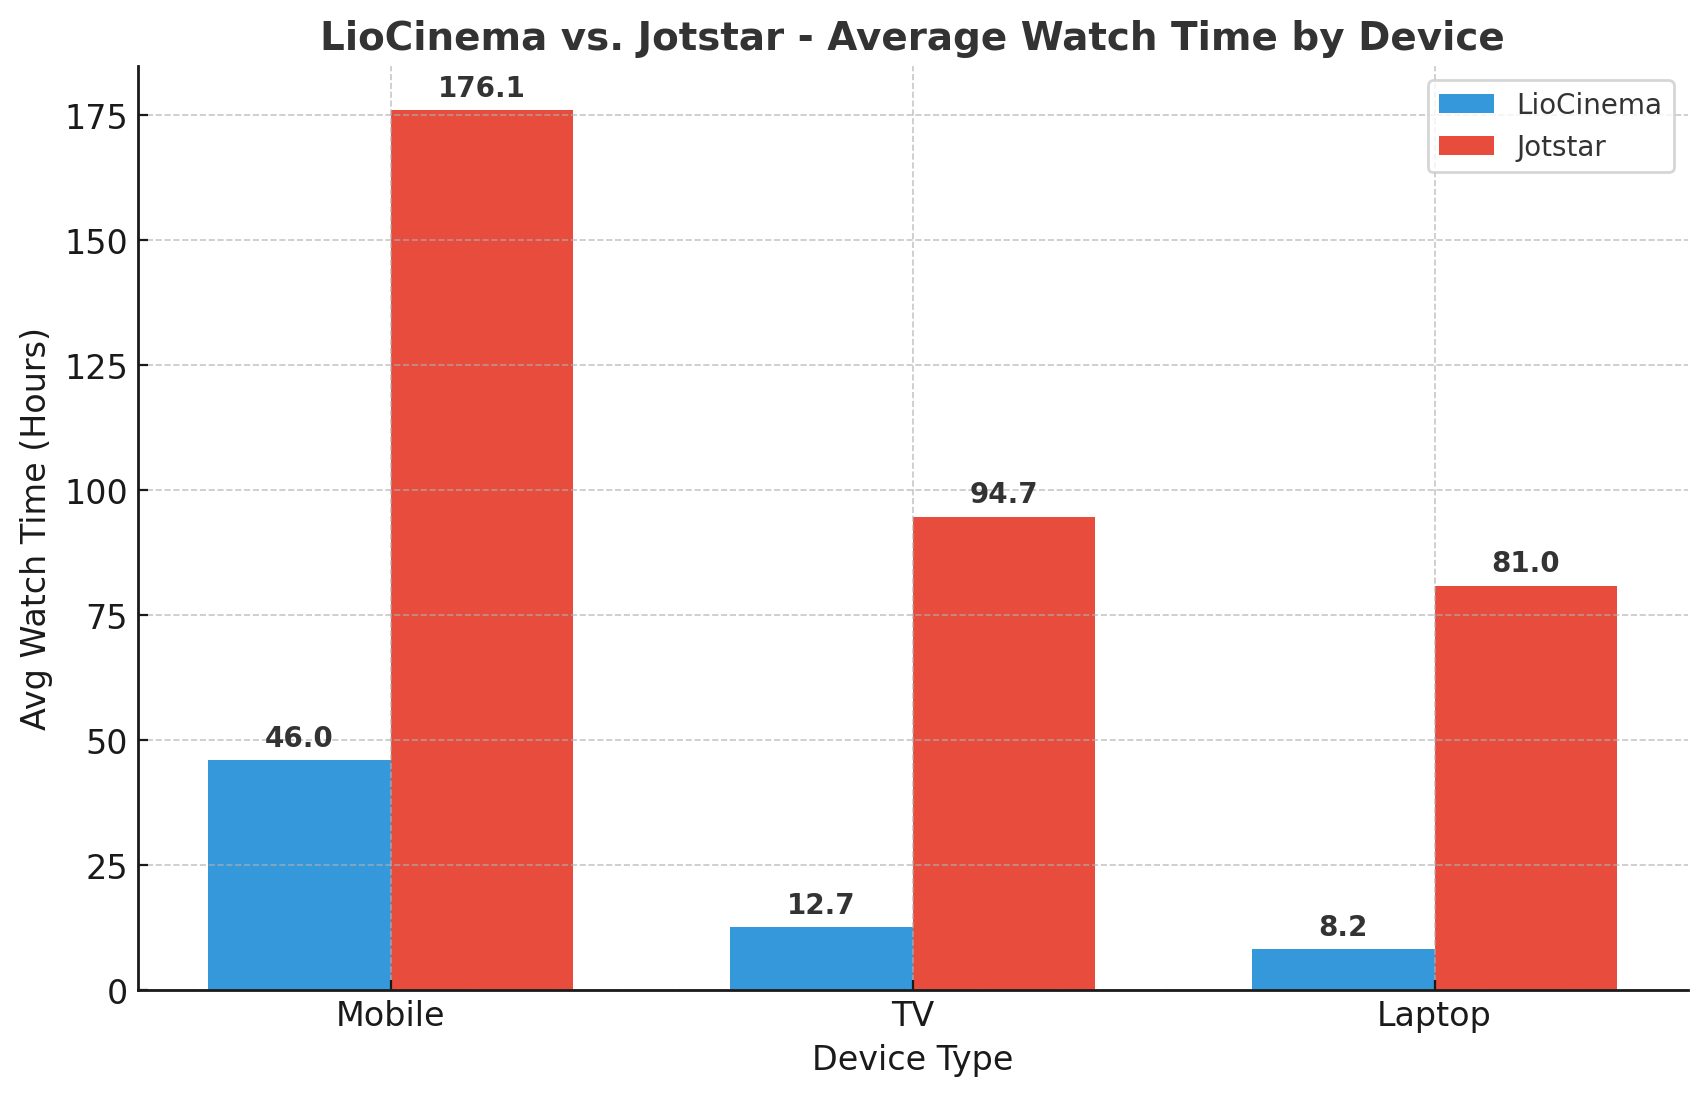 LioCinema vs. Jotstar - Average Watch Time by Device
LioCinema
Jotstar
Avg Watch Time (Hours)
175
150
125
100
75
50
25
0
176.1
46.0
94.7
12.7
81.0
8.2
Mobile
TV
Laptop
Device Type